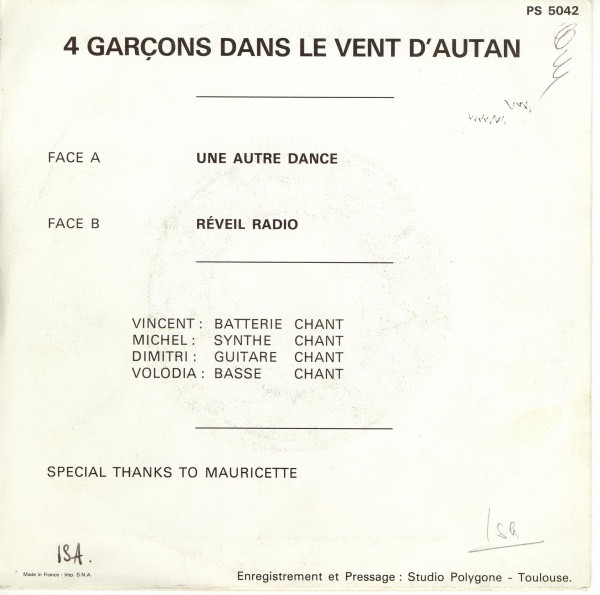 PS 5042
4 GARÇONS DANS LE VENT D'AUTAN
FACE A UNE AUTRE DANCE
FACE B RÉVEIL RADIO
VINCENT : BATTERIE CHANT
MICHEL : SYNTHE CHANT
DIMITRI : GUITARE CHANT
VOLODIA : BASSE CHANT
SPECIAL THANKS TO MAURICETTE
Isa
ISA.
Made in France - Imp. S.N.A.
Enregistrement et Pressage : Studio Polygone - Toulouse.